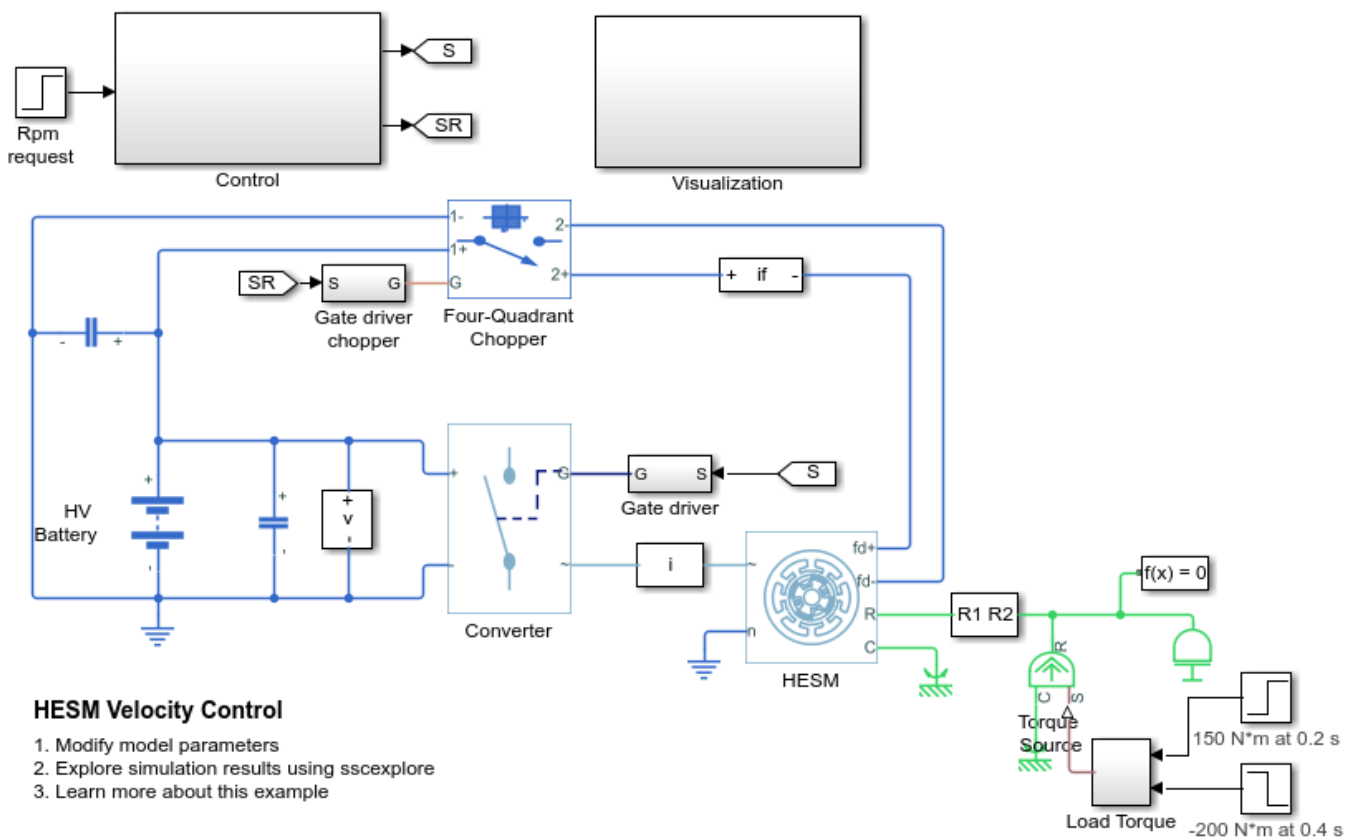 S
SR
Rpm
request
Control
Visualization
1-
2-
1+
2+
G
+ if -
SR
S G
Gate driver
chopper
Four-Quadrant
Chopper
- +
+
HV
Battery
-
+
-
+
v
-
+
-
G
~
G S
S
Gate driver
i
Converter
~
n
fd+
fd-
R
C
HESM
R1 R2
f(x) = 0
R
C
S
Torque
Source
150 N*m at 0.2 s
Load Torque
-200 N*m at 0.4 s
HESM Velocity Control
1. Modify model parameters
2. Explore simulation results using sscexplore
3. Learn more about this example